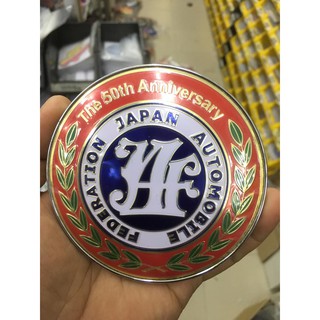 The 50th Anniversary
JAPAN AUTOMOBILE FEDERATION
JAF